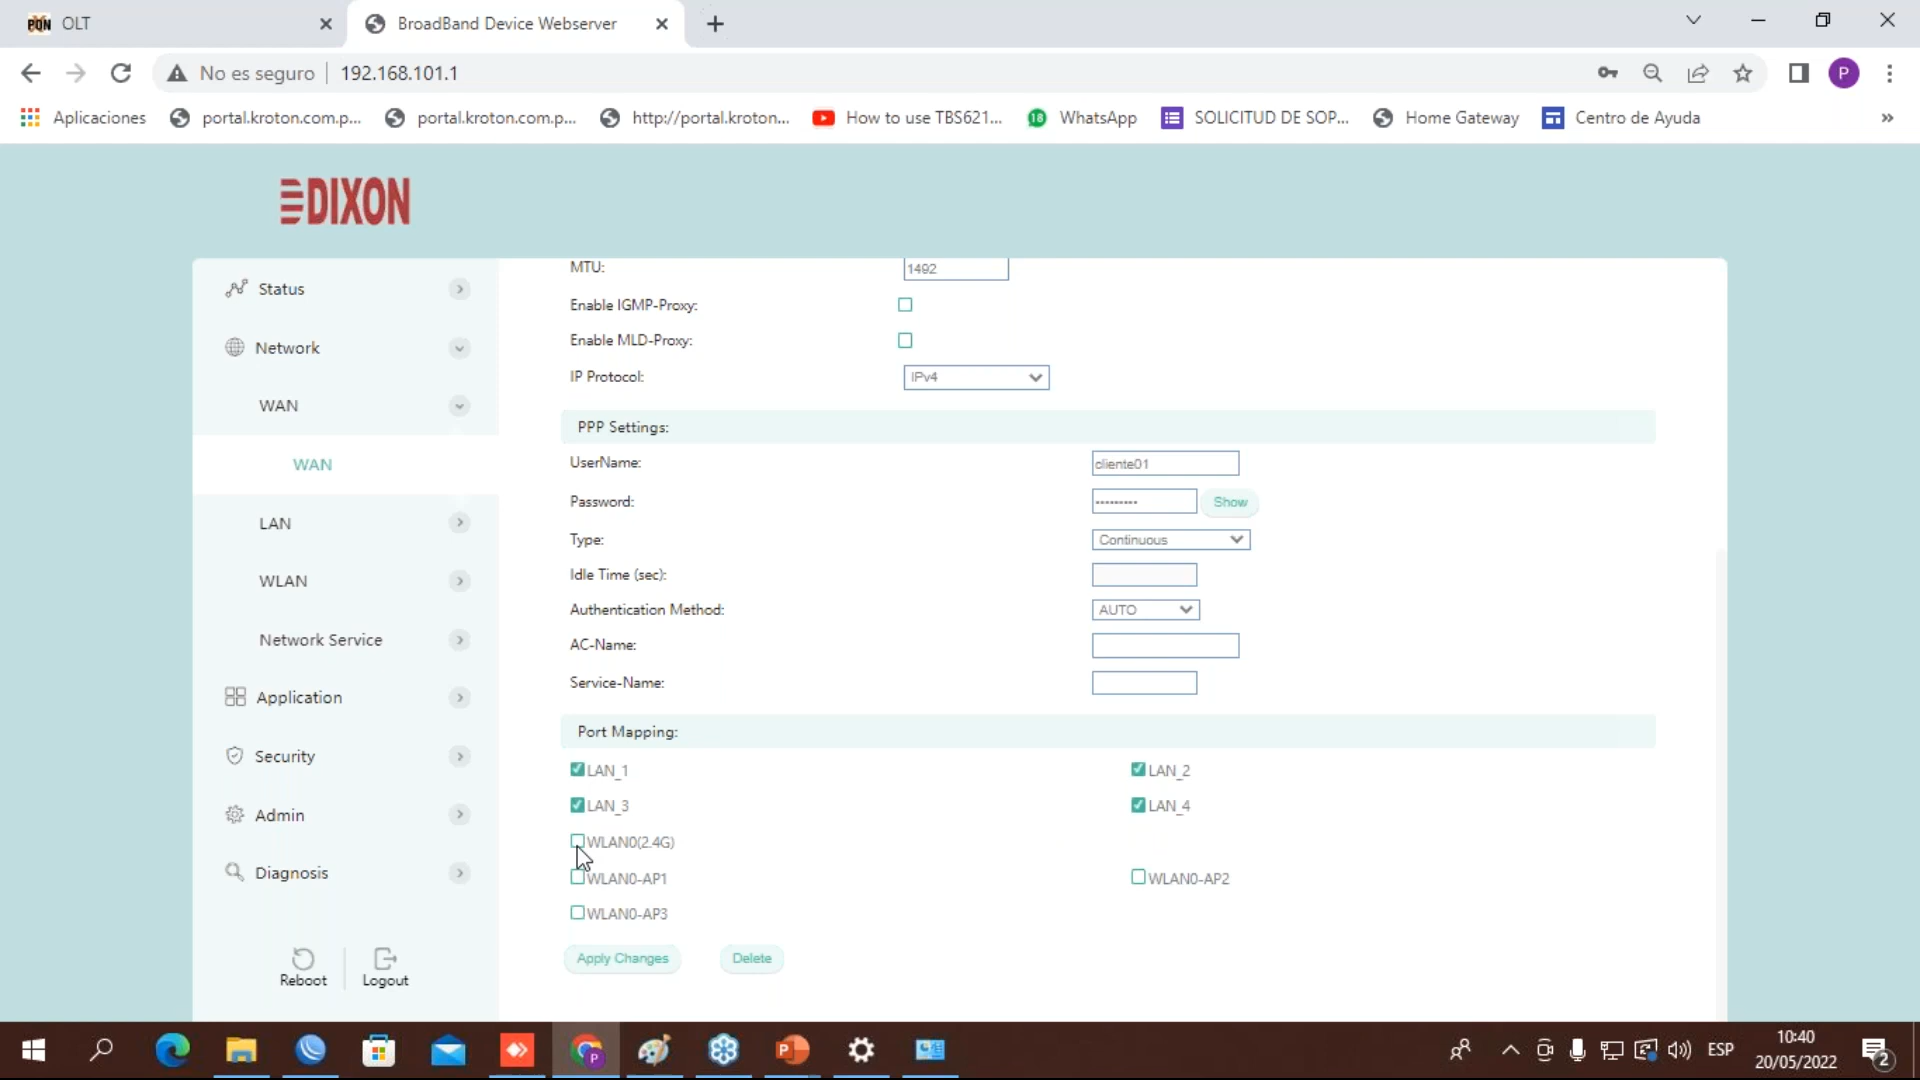 PON OLT
BroadBand Device Webserver
No es seguro 192.168.101.1
P
Aplicaciones portal.kroton.com.p... portal.kroton.com.p... http://portal.kroton... How to use TBS621... 18 WhatsApp SOLICITUD DE SOP... Home Gateway Centro de Ayuda »
DIXON
Status
Network
WAN
WAN
LAN
WLAN
Network Service
Application
Security
Admin
Diagnosis
Reboot Logout
MTU: 1492
Enable IGMP-Proxy:
Enable MLD-Proxy:
IP Protocol: IPv4
PPP Settings:
UserName: cliente01
Password: --------- Show
Type: Continuous
Idle Time (sec):
Authentication Method: AUTO
AC-Name:
Service-Name:
Port Mapping:
LAN_1 LAN_2
LAN_3 LAN_4
WLAN0(2.4G)
WLAN0-AP1 WLAN0-AP2
WLAN0-AP3
Apply Changes Delete
P
P
ESP
10:40
20/05/2022
2